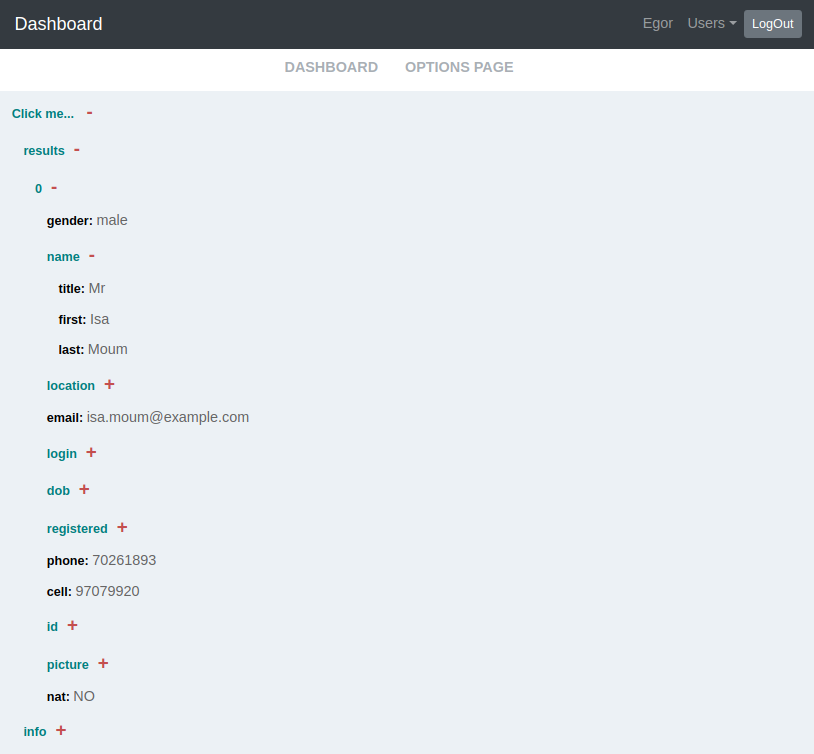 Dashboard Egor Users LogOut
DASHBOARD OPTIONS PAGE
Click me... -
results -
0 -
gender: male
name -
title: Mr
first: Isa
last: Moum
location +
email: isa.moum@example.com
login +
dob +
registered +
phone: 70261893
cell: 97079920
id +
picture +
nat: NO
info +